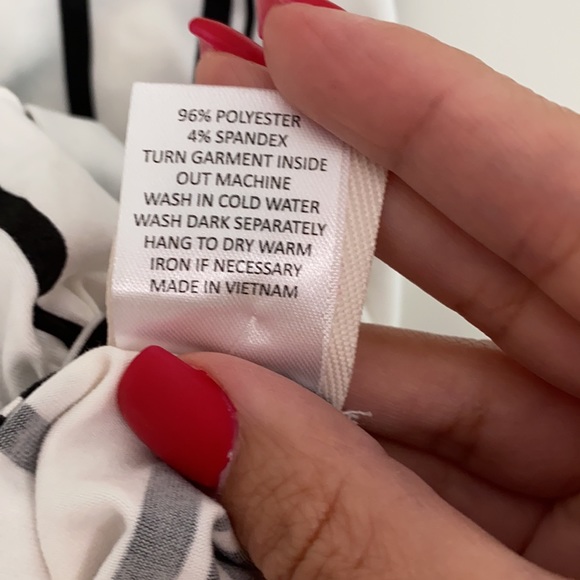 96% POLYESTER
4% SPANDEX
TURN GARMENT INSIDE
OUT MACHINE
WASH IN COLD WATER
WASH DARK SEPARATELY
HANG TO DRY WARM
IRON IF NECESSARY
MADE IN VIETNAM